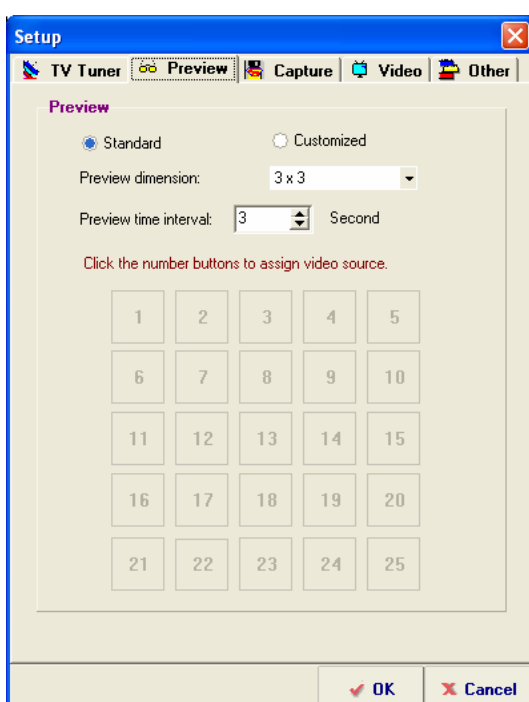 Setup
TV Tuner Preview Capture Video Other
Preview
Standard Customized
Preview dimension: 3 x 3
Preview time interval: 3 Second
Click the number buttons to assign video source.
1 2 3 4 5
6 7 8 9 10
11 12 13 14 15
16 17 18 19 20
21 22 23 24 25
OK Cancel